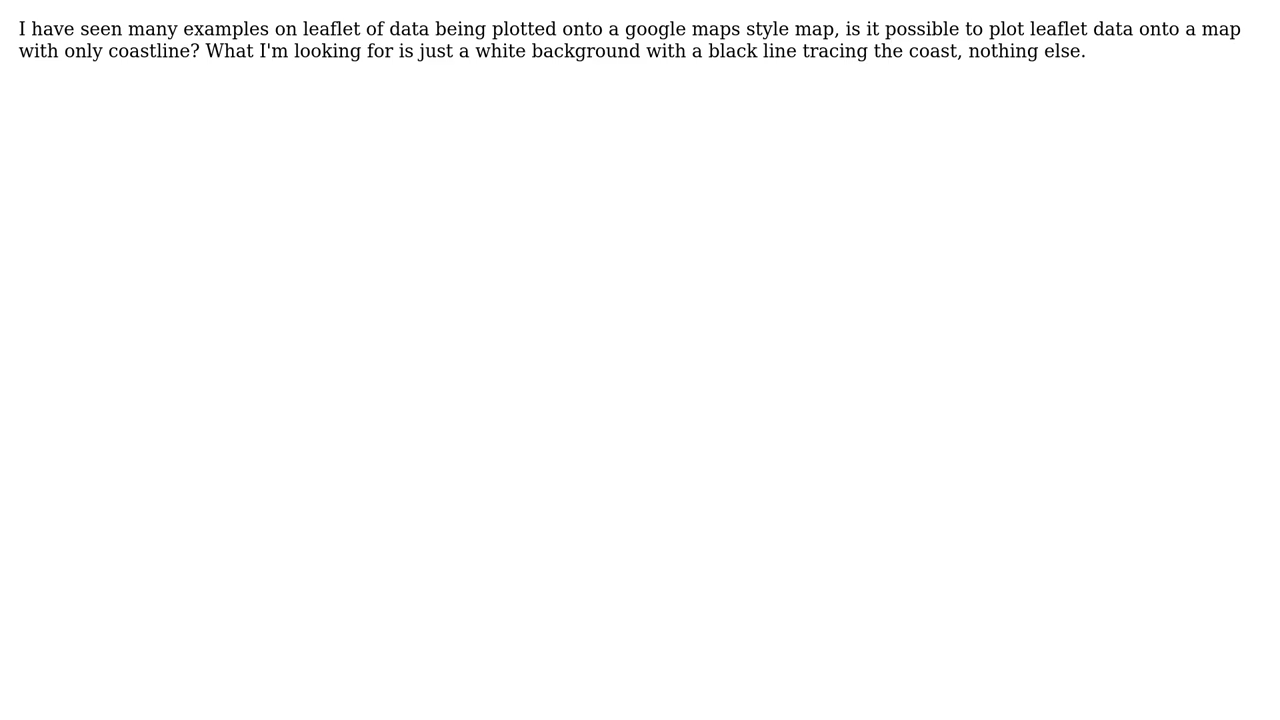 I have seen many examples on leaflet of data being plotted onto a google maps style map, is it possible to plot leaflet data onto a map
with only coastline? What I'm looking for is just a white background with a black line tracing the coast, nothing else.